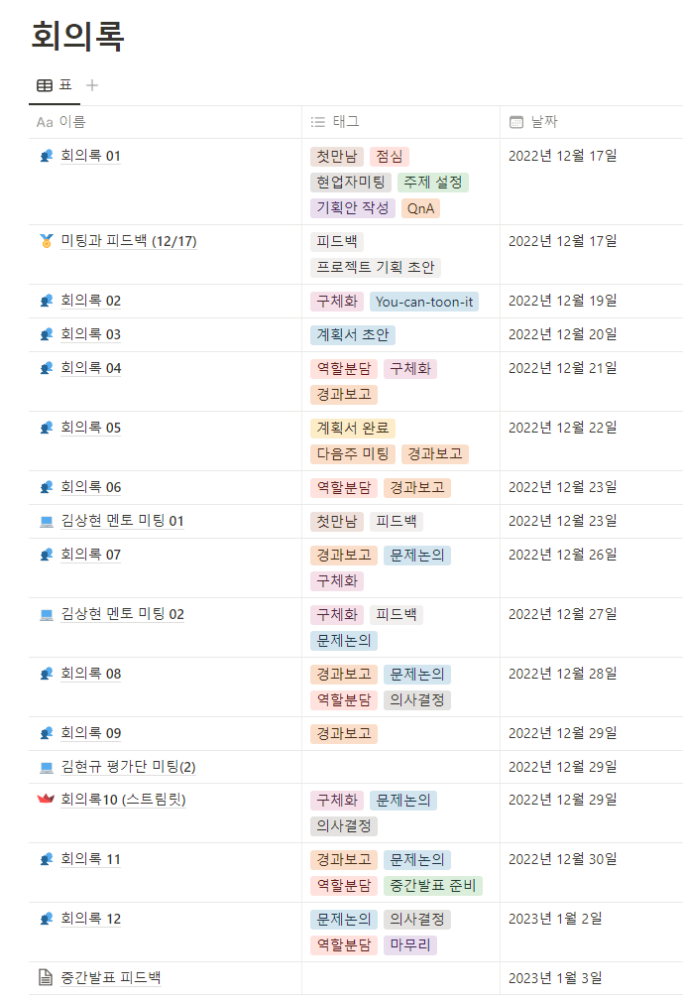 회의록
표
Aa 이름 태그 날짜
회의록 01 첫만남 점심 2022년 12월 17일
현업자미팅 주제 설정
기획안 작성 QnA
미팅과 피드백 (12/17) 피드백 2022년 12월 17일
프로젝트 기획 초안
회의록 02 구체화 You-can-toon-it 2022년 12월 19일
회의록 03 계획서 초안 2022년 12월 20일
회의록 04 역할분담 구체화 2022년 12월 21일
경과보고
회의록 05 계획서 완료 2022년 12월 22일
다음주 미팅 경과보고
회의록 06 역할분담 경과보고 2022년 12월 23일
김상현 멘토 미팅 01 첫만남 피드백 2022년 12월 23일
회의록 07 경과보고 문제논의 2022년 12월 26일
구체화
김상현 멘토 미팅 02 구체화 피드백 2022년 12월 27일
문제논의
회의록 08 경과보고 문제논의 2022년 12월 28일
역할분담 의사결정
회의록 09 경과보고 2022년 12월 29일
김현규 평가단 미팅(2) 2022년 12월 29일
회의록10 (스트림릿) 구체화 문제논의 2022년 12월 29일
의사결정
회의록 11 경과보고 문제논의 2022년 12월 30일
역할분담 중간발표 준비
회의록 12 문제논의 의사결정 2023년 1월 2일
역할분담 마무리
중간발표 피드백 2023년 1월 3일